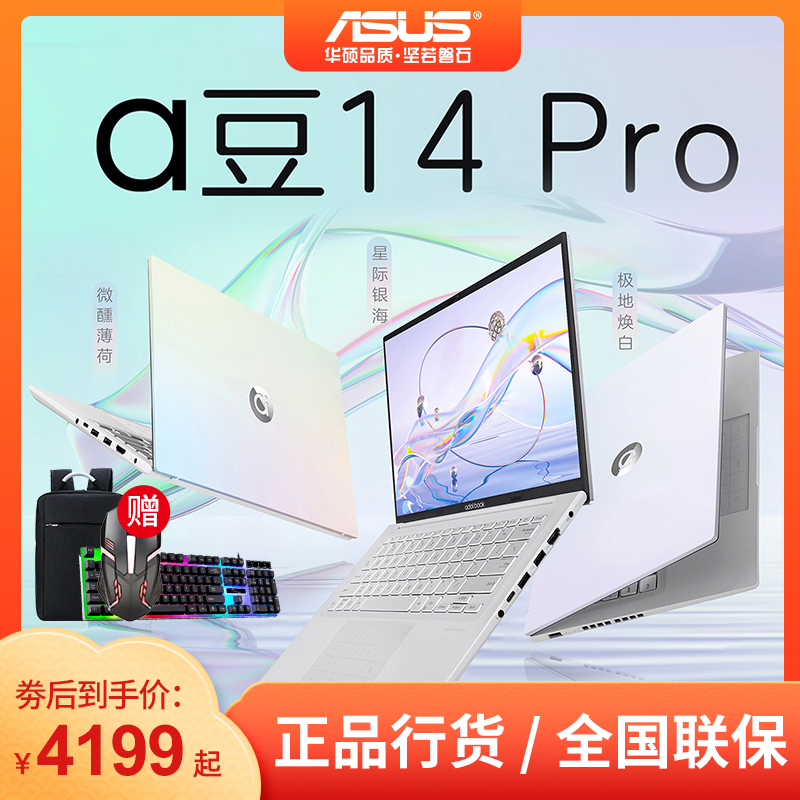 ASUS®
华硕品质·坚若磐石
a豆14 Pro
微醺薄荷
星际银海
极地焕白
adolbook
赠
券后到手价：
¥4199起
正品行货 / 全国联保